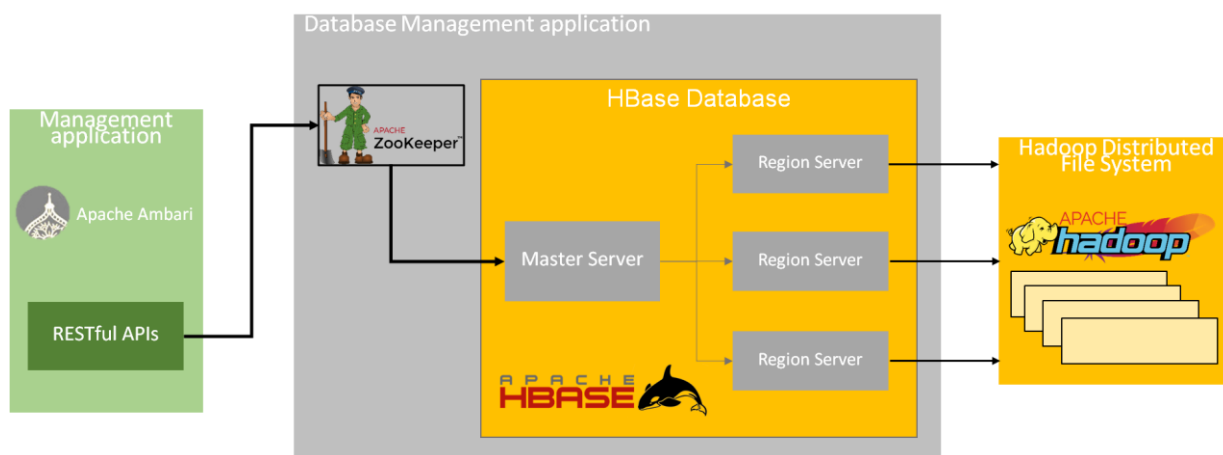 Database Management application
Management
application
Apache Ambari
RESTful APIs
APACHE
ZooKeeper™
HBase Database
Master Server
Region Server
Region Server
Region Server
APACHE
HBASE
Hadoop Distributed
File System
APACHE
hadoop